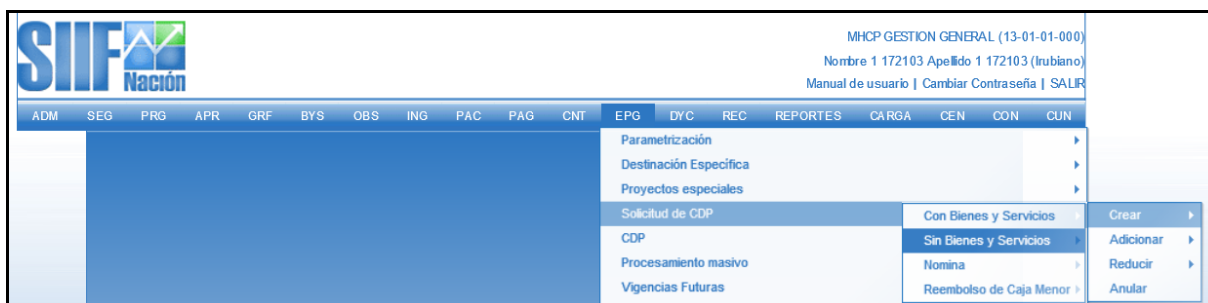 SIIF
Nación
MHCP GESTION GENERAL (13-01-01-000)
Nombre 1 172103 Apellido 1 172103 (lrubiano)
Manual de usuario | Cambiar Contraseña | SALIR
ADM SEG PRG APR GRF BYS OBS ING PAC PAG CNT EPG DYC REC REPORTES CARGA CEN CON CUN
Parametrización
Destinación Específica
Proyectos especiales
Solicitud de CDP
CDP
Procesamiento masivo
Vigencias Futuras
Con Bienes y Servicios
Sin Bienes y Servicios
Nomina
Reembolso de Caja Menor
Crear
Adicionar
Reducir
Anular